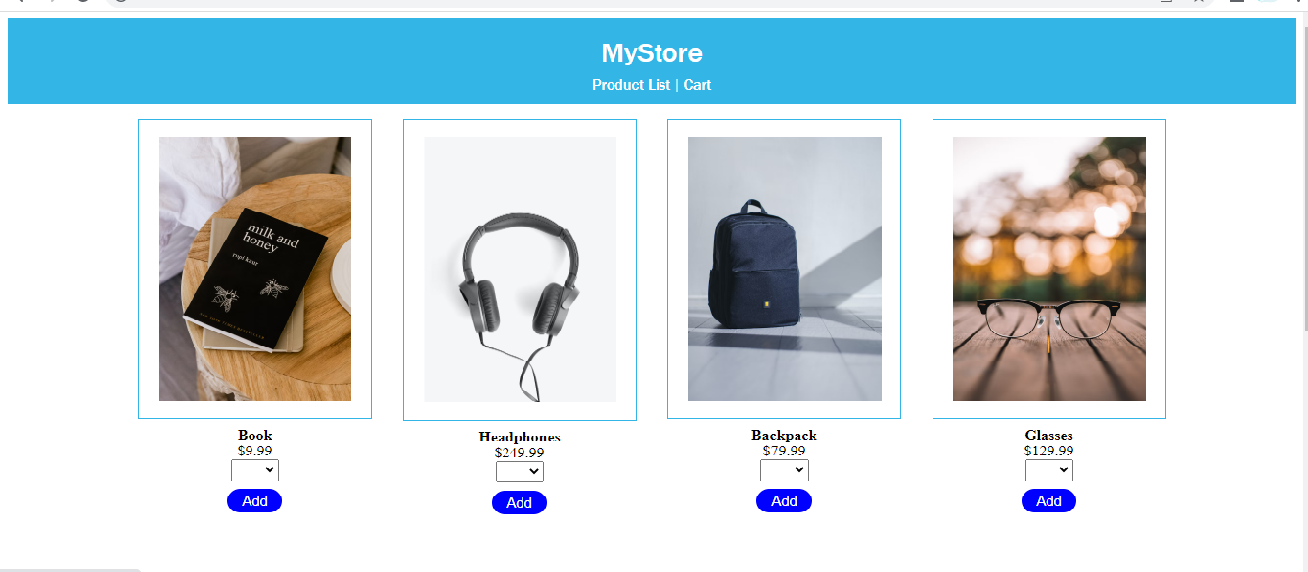 MyStore
Product List | Cart
milk and
honey
rupi kaur
Book
$9.99
Add
Headphones
$249.99
Add
Backpack
$79.99
Add
Glasses
$129.99
Add